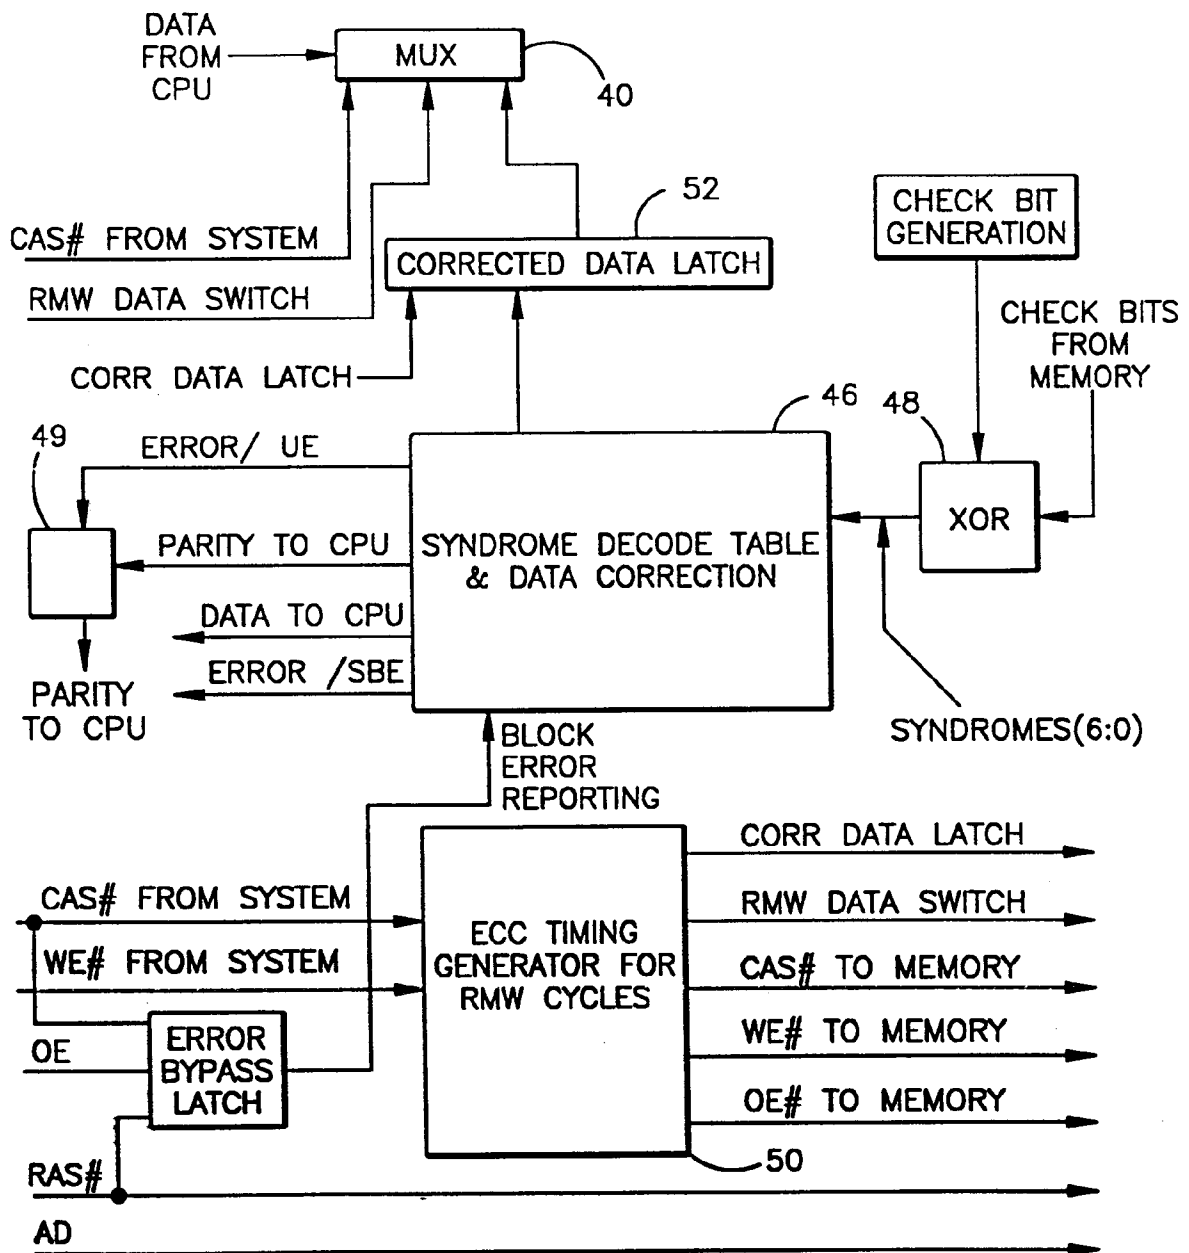 DATA
FROM
CPU
MUX
40
CAS# FROM SYSTEM
RMW DATA SWITCH
52
CORRECTED DATA LATCH
CHECK BIT
GENERATION
CORR DATA LATCH
CHECK BITS
FROM
MEMORY
49
ERROR/ UE
46
48
PARITY TO CPU
SYNDROME DECODE TABLE
& DATA CORRECTION
XOR
DATA TO CPU
ERROR /SBE
PARITY
TO CPU
SYNDROMES(6:0)
BLOCK
ERROR
REPORTING
CAS# FROM SYSTEM
WE# FROM SYSTEM
OE
ERROR
BYPASS
LATCH
RAS#
AD
ECC TIMING
GENERATOR FOR
RMW CYCLES
50
CORR DATA LATCH
RMW DATA SWITCH
CAS# TO MEMORY
WE# TO MEMORY
OE# TO MEMORY